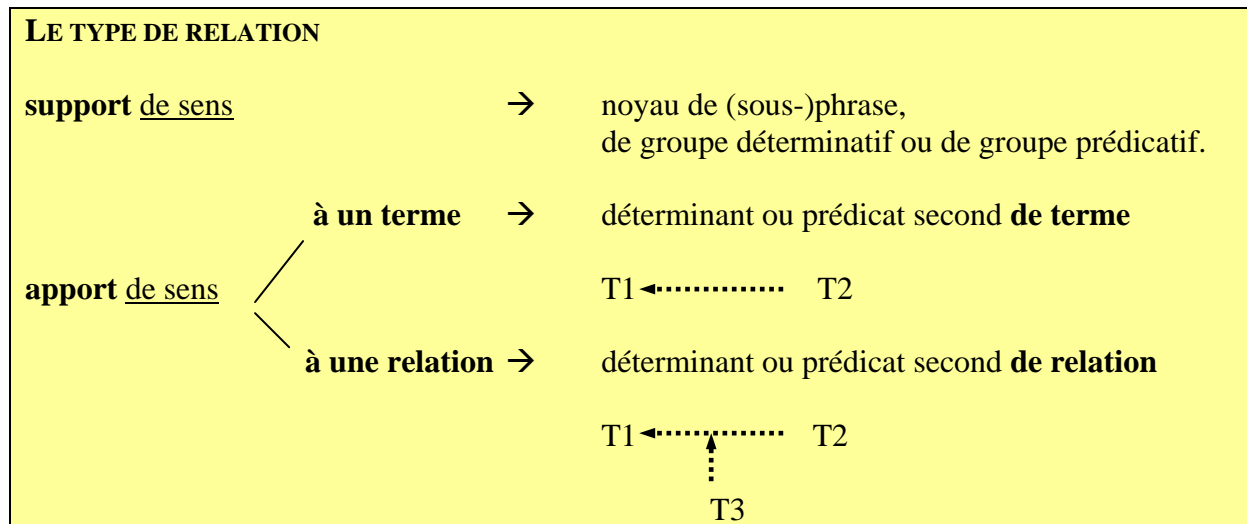 LE TYPE DE RELATION
support de sens → noyau de (sous-)phrase,
de groupe déterminatif ou de groupe prédicatif.
à un terme → déterminant ou prédicat second de terme
apport de sens T1 T2
à une relation → déterminant ou prédicat second de relation
T1 T2
T3